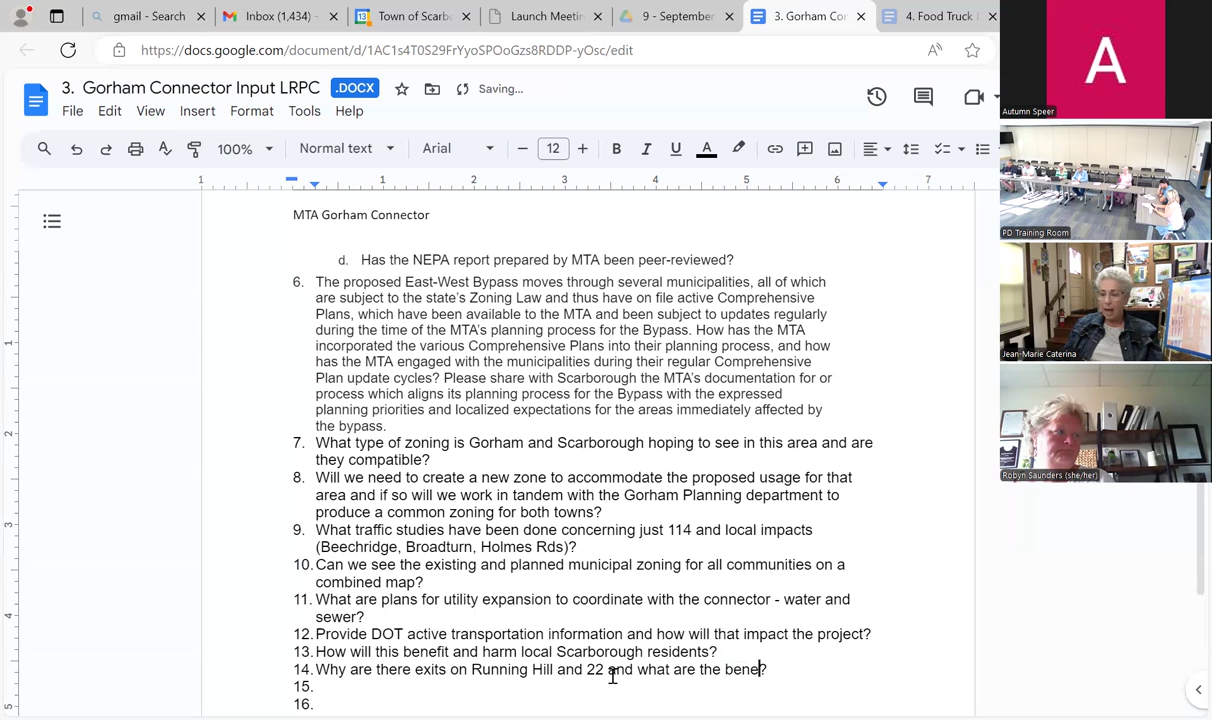 gmail - Search
Inbox (1,434)
Town of Scarb
Launch Meeti
9 - September
3. Gorham Con
4. Food Truck
https://docs.google.com/document/d/1AC1s4T0S29FrYyoSPOoGzs8RDDP-yOsc/edit
3. Gorham Connector Input LRPC
.DOCX
Saving...
File Edit View Insert Format Tools Help
100% Normal text Arial 12
1 1 2 3 4 5 6 7
MTA Gorham Connector
d. Has the NEPA report prepared by MTA been peer-reviewed?
6. The proposed East-West Bypass moves through several municipalities, all of which
are subject to the state's Zoning Law and thus have on file active Comprehensive
Plans, which have been available to the MTA and been subject to updates regularly
during the time of the MTA's planning process for the Bypass. How has the MTA
incorporated the various Comprehensive Plans into their planning process, and how
has the MTA engaged with the municipalities during their regular Comprehensive
Plan update cycles? Please share with Scarborough the MTA's documentation for or
process which aligns its planning process for the Bypass with the expressed
planning priorities and localized expectations for the areas immediately affected by
the bypass.
7. What type of zoning is Gorham and Scarborough hoping to see in this area and are
they compatible?
8. Will we need to create a new zone to accommodate the proposed usage for that
area and if so will we work in tandem with the Gorham Planning department to
produce a common zoning for both towns?
9. What traffic studies have been done concerning just 114 and local impacts
(Beechridge, Broadturn, Holmes Rds)?
10. Can we see the existing and planned municipal zoning for all communities on a
combined map?
11. What are plans for utility expansion to coordinate with the connector - water and
sewer?
12. Provide DOT active transportation information and how will that impact the project?
13. How will this benefit and harm local Scarborough residents?
14. Why are there exits on Running Hill and 22 and what are the bene?
15.
16.
1
2
3
4
5
A
Autumn Speer
PD Training Room
Jean-Marie Caterina
Robyn Saunders (she/her)